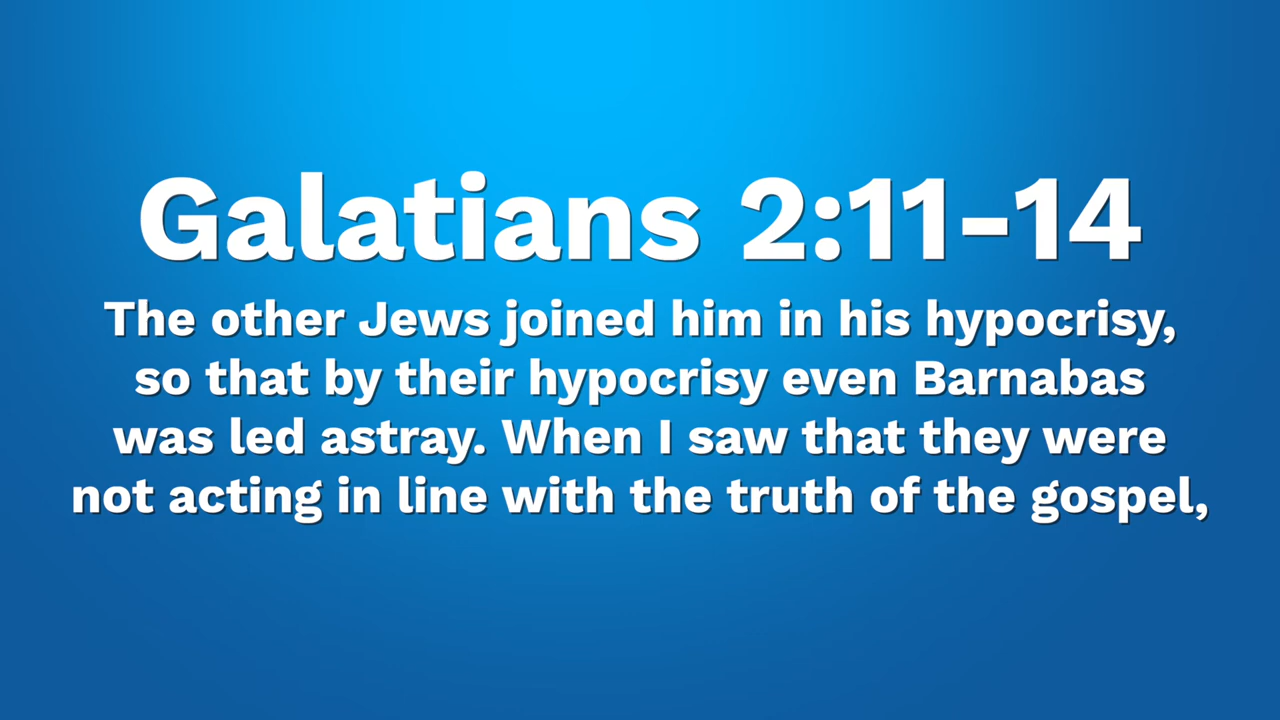 Galatians 2:11-14
The other Jews joined him in his hypocrisy,
so that by their hypocrisy even Barnabas
was led astray. When I saw that they were
not acting in line with the truth of the gospel,